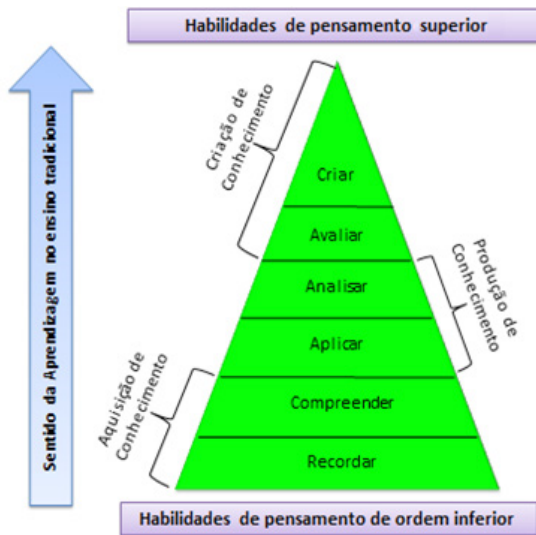 Habilidades de pensamento superior
Sentido da Aprendizagem no ensino tradicional
Criação de
Conhecimento
Criar
Avaliar
Analisar
Produção de
Conhecimento
Aplicar
Aquisição de
Conhecimento
Compreender
Recordar
Habilidades de pensamento de ordem inferior